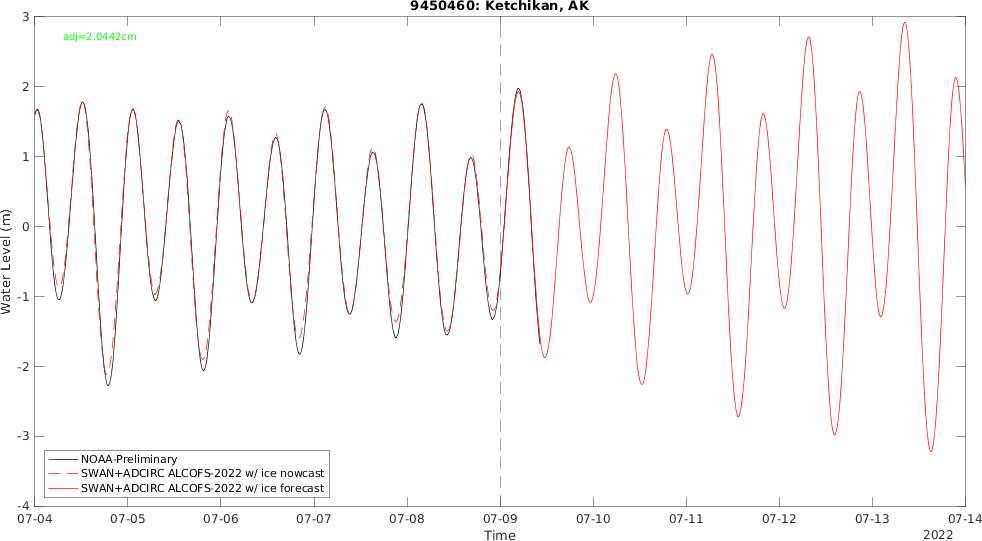 9450460: Ketchikan, AK
adj=2.0442cm
3
2
1
0
-1
-2
-3
-4
Water Level (m)
NOAA-Preliminary
SWAN+ADCIRC ALCOFS-2022 w/ ice nowcast
SWAN+ADCIRC ALCOFS-2022 w/ ice forecast
07-04 07-05 07-06 07-07 07-08 07-09 07-10 07-11 07-12 07-13 07-14
Time
2022